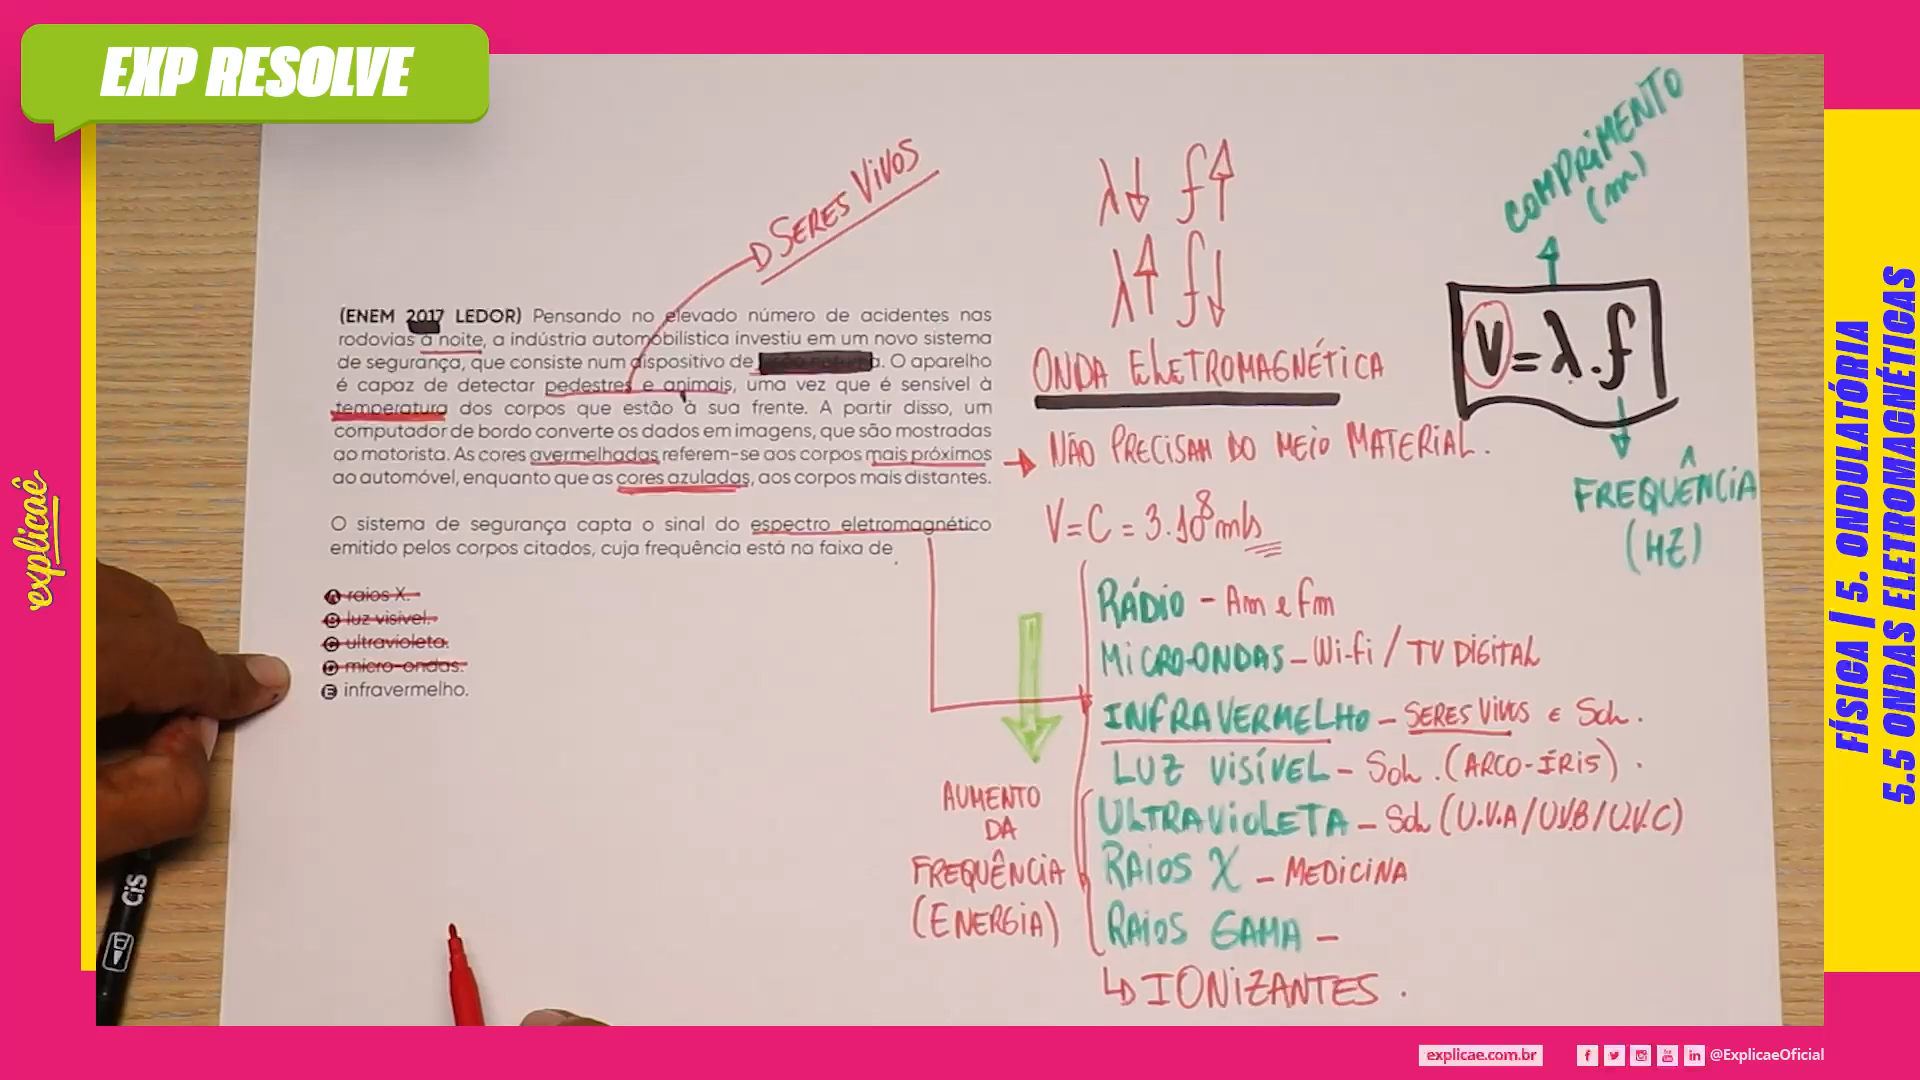 EXP RESOLVE
explicaê
SERES VIVOS
(ENEM 2017 LEDOR) Pensando no elevado número de acidentes nas
rodovias à noite, a indústria automobilística investiu em um novo sistema
de segurança, que consiste num dispositivo de a. O aparelho
é capaz de detectar pedestres e animais, uma vez que é sensível à
temperatura dos corpos que estão à sua frente. A partir disso, um
computador de bordo converte os dados em imagens, que são mostradas
ao motorista. As cores avermelhadas referem-se aos corpos mais próximos
ao automóvel, enquanto que as cores azuladas, aos corpos mais distantes.
O sistema de segurança capta o sinal do espectro eletromagnético
emitido pelos corpos citados, cuja frequência está na faixa de
A raios X.
B luz visível.
C ultravioleta.
D micro-ondas.
E infravermelho.
λ↓ f↑
λ↑ f↓
ONDA ELETROMAGNÉTICA
→ NÃO PRECISAM DO MEIO MATERIAL.
V=C = 3.10⁸ m/s
RÁDIO - Am e Fm
MICRO-ONDAS - Wi-fi / TV DIGITAL
INFRAVERMELHO - SERES VIVOS E SOL.
LUZ VISÍVEL - SOL. (ARCO-ÍRIS).
ULTRAVIOLETA - SOL (U.V.A/U.V.B/U.V.C)
RAIOS X - MEDICINA
RAIOS GAMA -
↳ IONIZANTES.
AUMENTO
DA
FREQUÊNCIA
(ENERGIA)
COMPRIMENTO
(m)
V = λ . f
FREQUÊNCIA
(HZ)
CiS
FÍSICA | 5. ONDULATÓRIA
5.5 ONDAS ELETROMAGNÉTICAS
explicae.com.br
@ExplicaeOficial